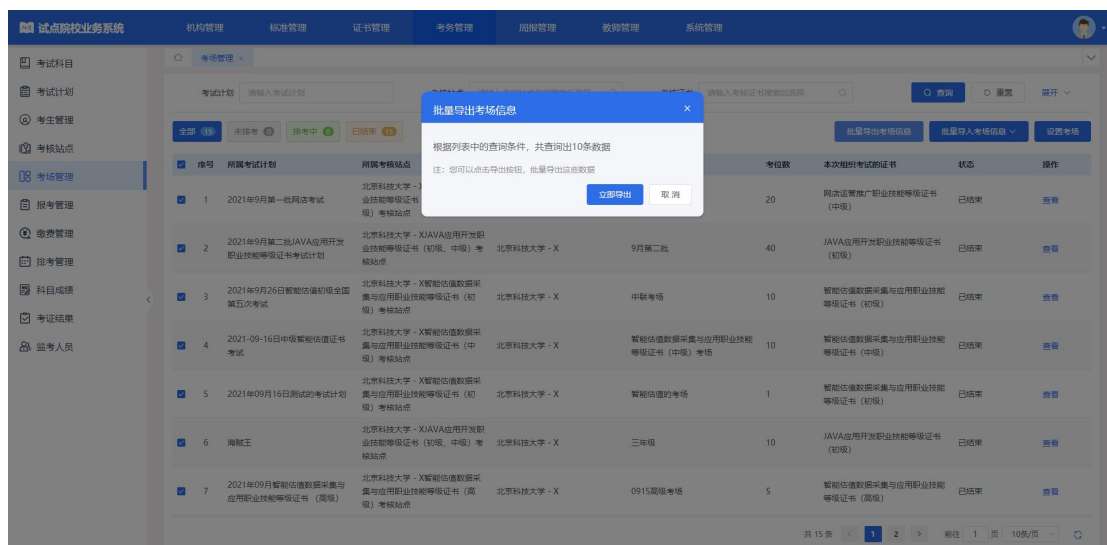 试点院校业务系统
机构管理 标准管理 证书管理 考务管理 周报管理 教师管理 系统管理
考试科目
考试计划
考生管理
考核站点
考场管理
报考管理
缴费管理
排考管理
科目成绩
考证结果
监考人员
考场管理 ×
考试计划 请输入考试计划
请输入考核证书搜索后选择
查询 重置 展开
全部 15 未排考 0 排考中 0 已结束 15
批量导出考场信息 批量导入考场信息 设置考场
批量导出考场信息 ×
根据列表中的查询条件，共查询出10条数据
注：您可以点击导出按钮，批量导出这些数据
立即导出 取消
序号 所属考试计划 所属考核站点 考位数 本次组织考试的证书 状态 操作
1 2021年9月第一批网店考试
北京科技大学 -
业技能等级证书
级）考核站点
20
网店运营推广职业技能等级证书
（中级）
已结束 查看
2
2021年9月第二批JAVA应用开发
职业技能等级证书考试计划
北京科技大学 - XJAVA应用开发职
业技能等级证书（初级、中级）考
核站点
北京科技大学 - X 9月第二批 40
JAVA应用开发职业技能等级证书
（初级）
已结束 查看
3
2021年9月26日智能估值初级全国
第五次考试
北京科技大学 - X智能估值数据采
集与应用职业技能等级证书（初
级）考核站点
北京科技大学 - X 中联考场 10
智能估值数据采集与应用职业技能
等级证书（初级）
已结束 查看
4
2021-09-16日中级智能估值证书
考试
北京科技大学 - X智能估值数据采
集与应用职业技能等级证书（中
级）考核站点
北京科技大学 - X
智能估值数据采集与应用职业技能
等级证书（中级）考场
10
智能估值数据采集与应用职业技能
等级证书（中级）
已结束 查看
5 2021年09月16日测试的考试计划
北京科技大学 - X智能估值数据采
集与应用职业技能等级证书（初
级）考核站点
北京科技大学 - X 智能估值的考场 1
智能估值数据采集与应用职业技能
等级证书（初级）
已结束 查看
6 海贼王
北京科技大学 - XJAVA应用开发职
业技能等级证书（初级、中级）考
核站点
北京科技大学 - X 三年级 10
JAVA应用开发职业技能等级证书
（初级）
已结束 查看
7
2021年09月智能估值数据采集与
应用职业技能等级证书 （高级）
北京科技大学 - X智能估值数据采
集与应用职业技能等级证书（高
级）考核站点
北京科技大学 - X 0915高级考场 5
智能估值数据采集与应用职业技能
等级证书（高级）
已结束 查看
共 15 条 1 2 前往 1 页 10条/页